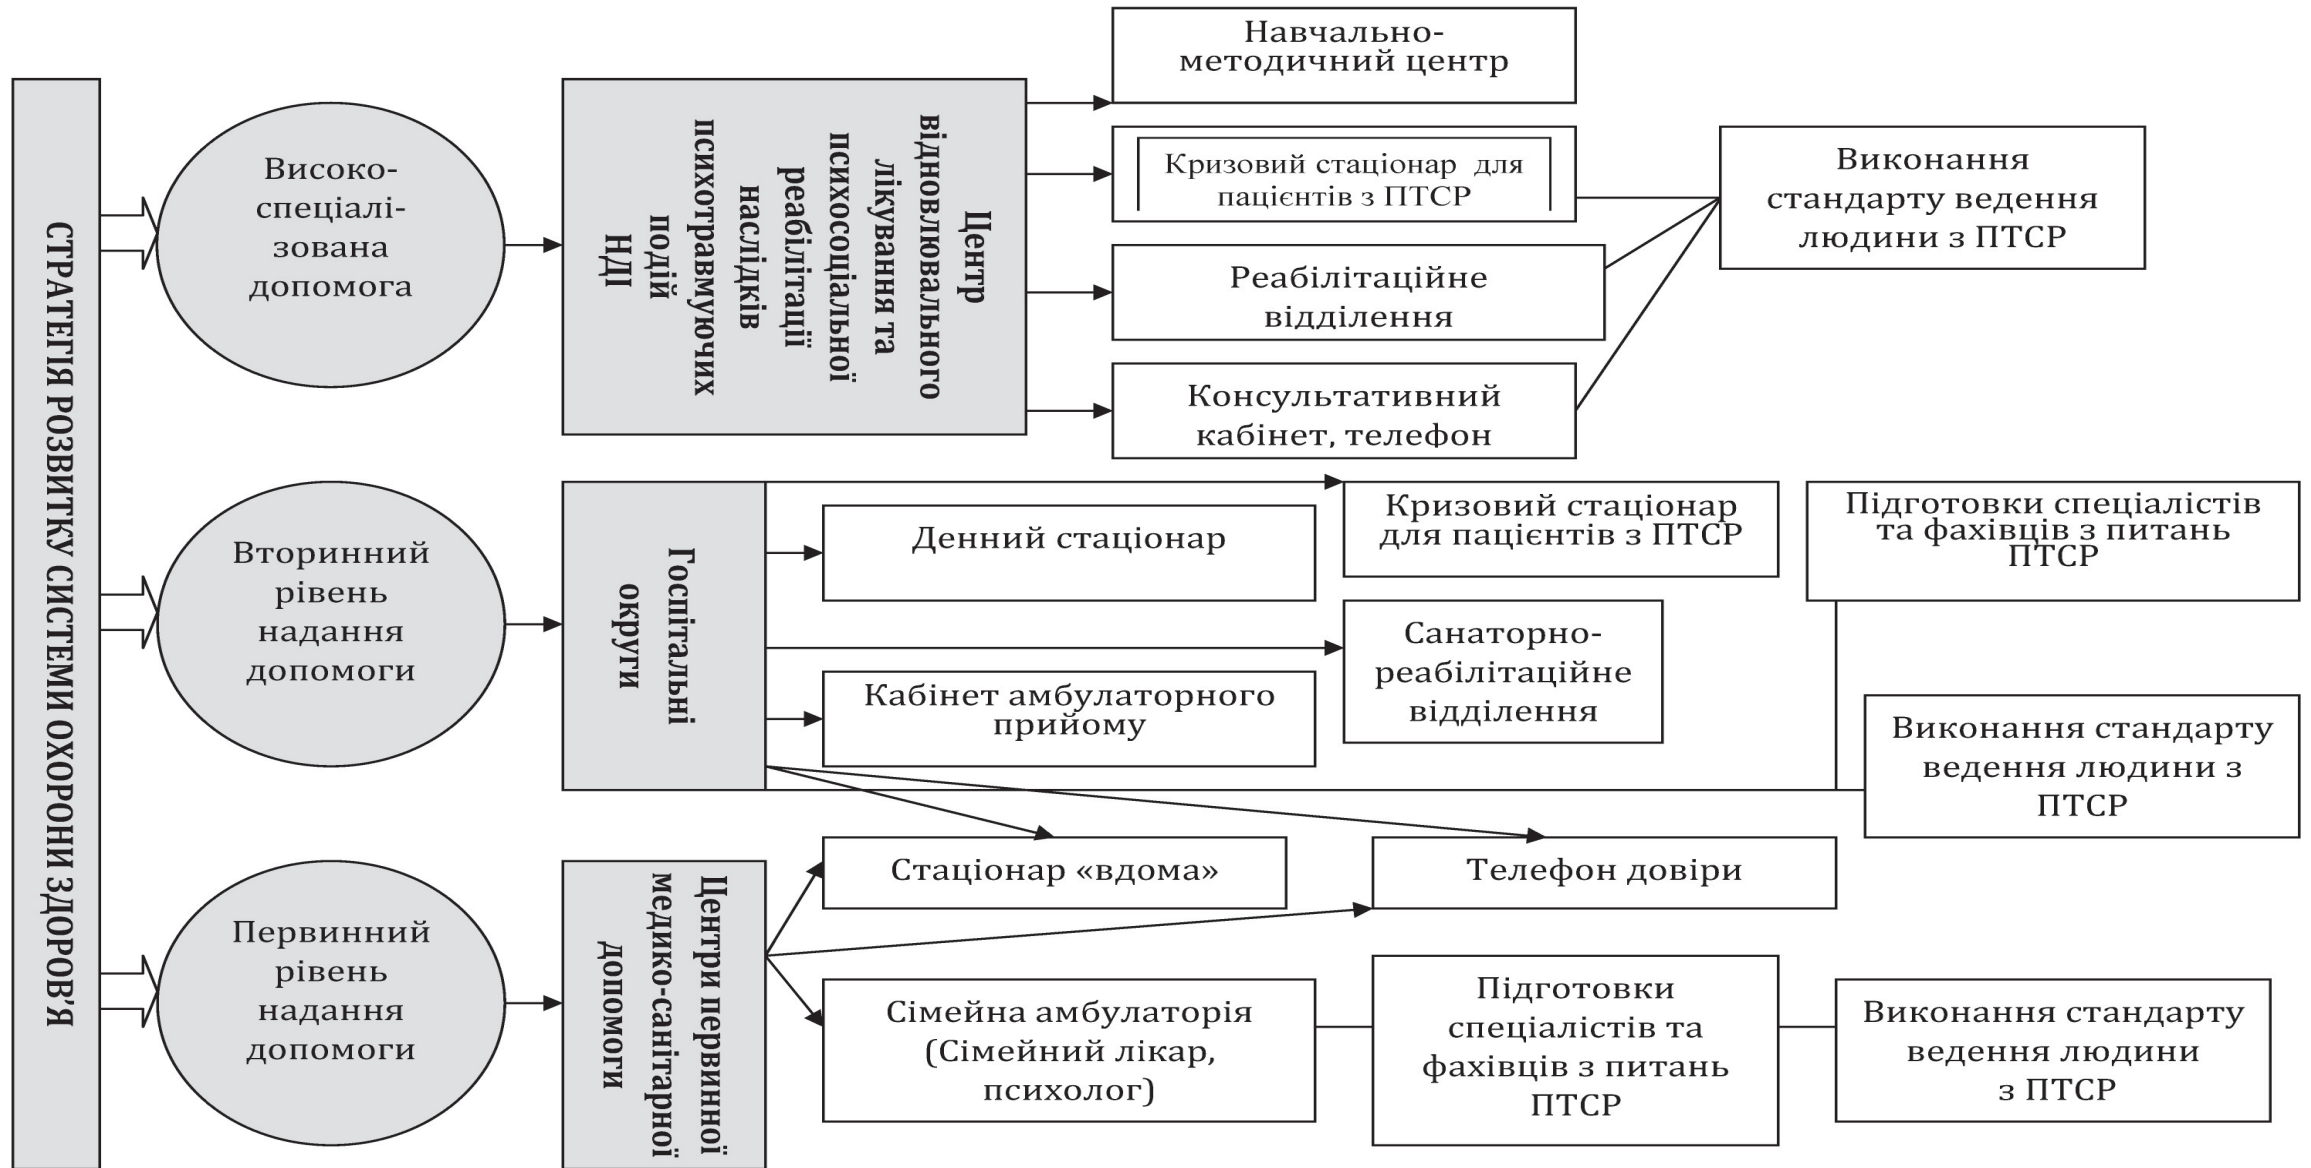 СТРАТЕГІЯ РОЗВИТКУ СИСТЕМИ ОХОРОНИ ЗДОРОВ'Я
Високо-
спеціалі-
зована
допомога
Центр
відновлювального
лікування та
психосоціальної
реабілітації
наслідків
психотравмуючих
подій
НДІ
Навчально-
методичний центр
Кризовий стаціонар для
пацієнтів з ПТСР
Реабілітаційне
відділення
Консультативний
кабінет, телефон
Виконання
стандарту ведення
людини з ПТСР
Вторинний
рівень
надання
допомоги
Госпітальні
округи
Денний стаціонар
Кабінет амбулаторного
прийому
Кризовий стаціонар
для пацієнтів з ПТСР
Санаторно-
реабілітаційне
відділення
Підготовки спеціалістів
та фахівців з питань
ПТСР
Виконання стандарту
ведення людини з
ПТСР
Первинний
рівень
надання
допомоги
Центри первинної
медико-санітарної
допомоги
Стаціонар «вдома»
Телефон довіри
Сімейна амбулаторія
(Сімейний лікар,
психолог)
Підготовки
спеціалістів та
фахівців з питань
ПТСР
Виконання стандарту
ведення людини
з ПТСР